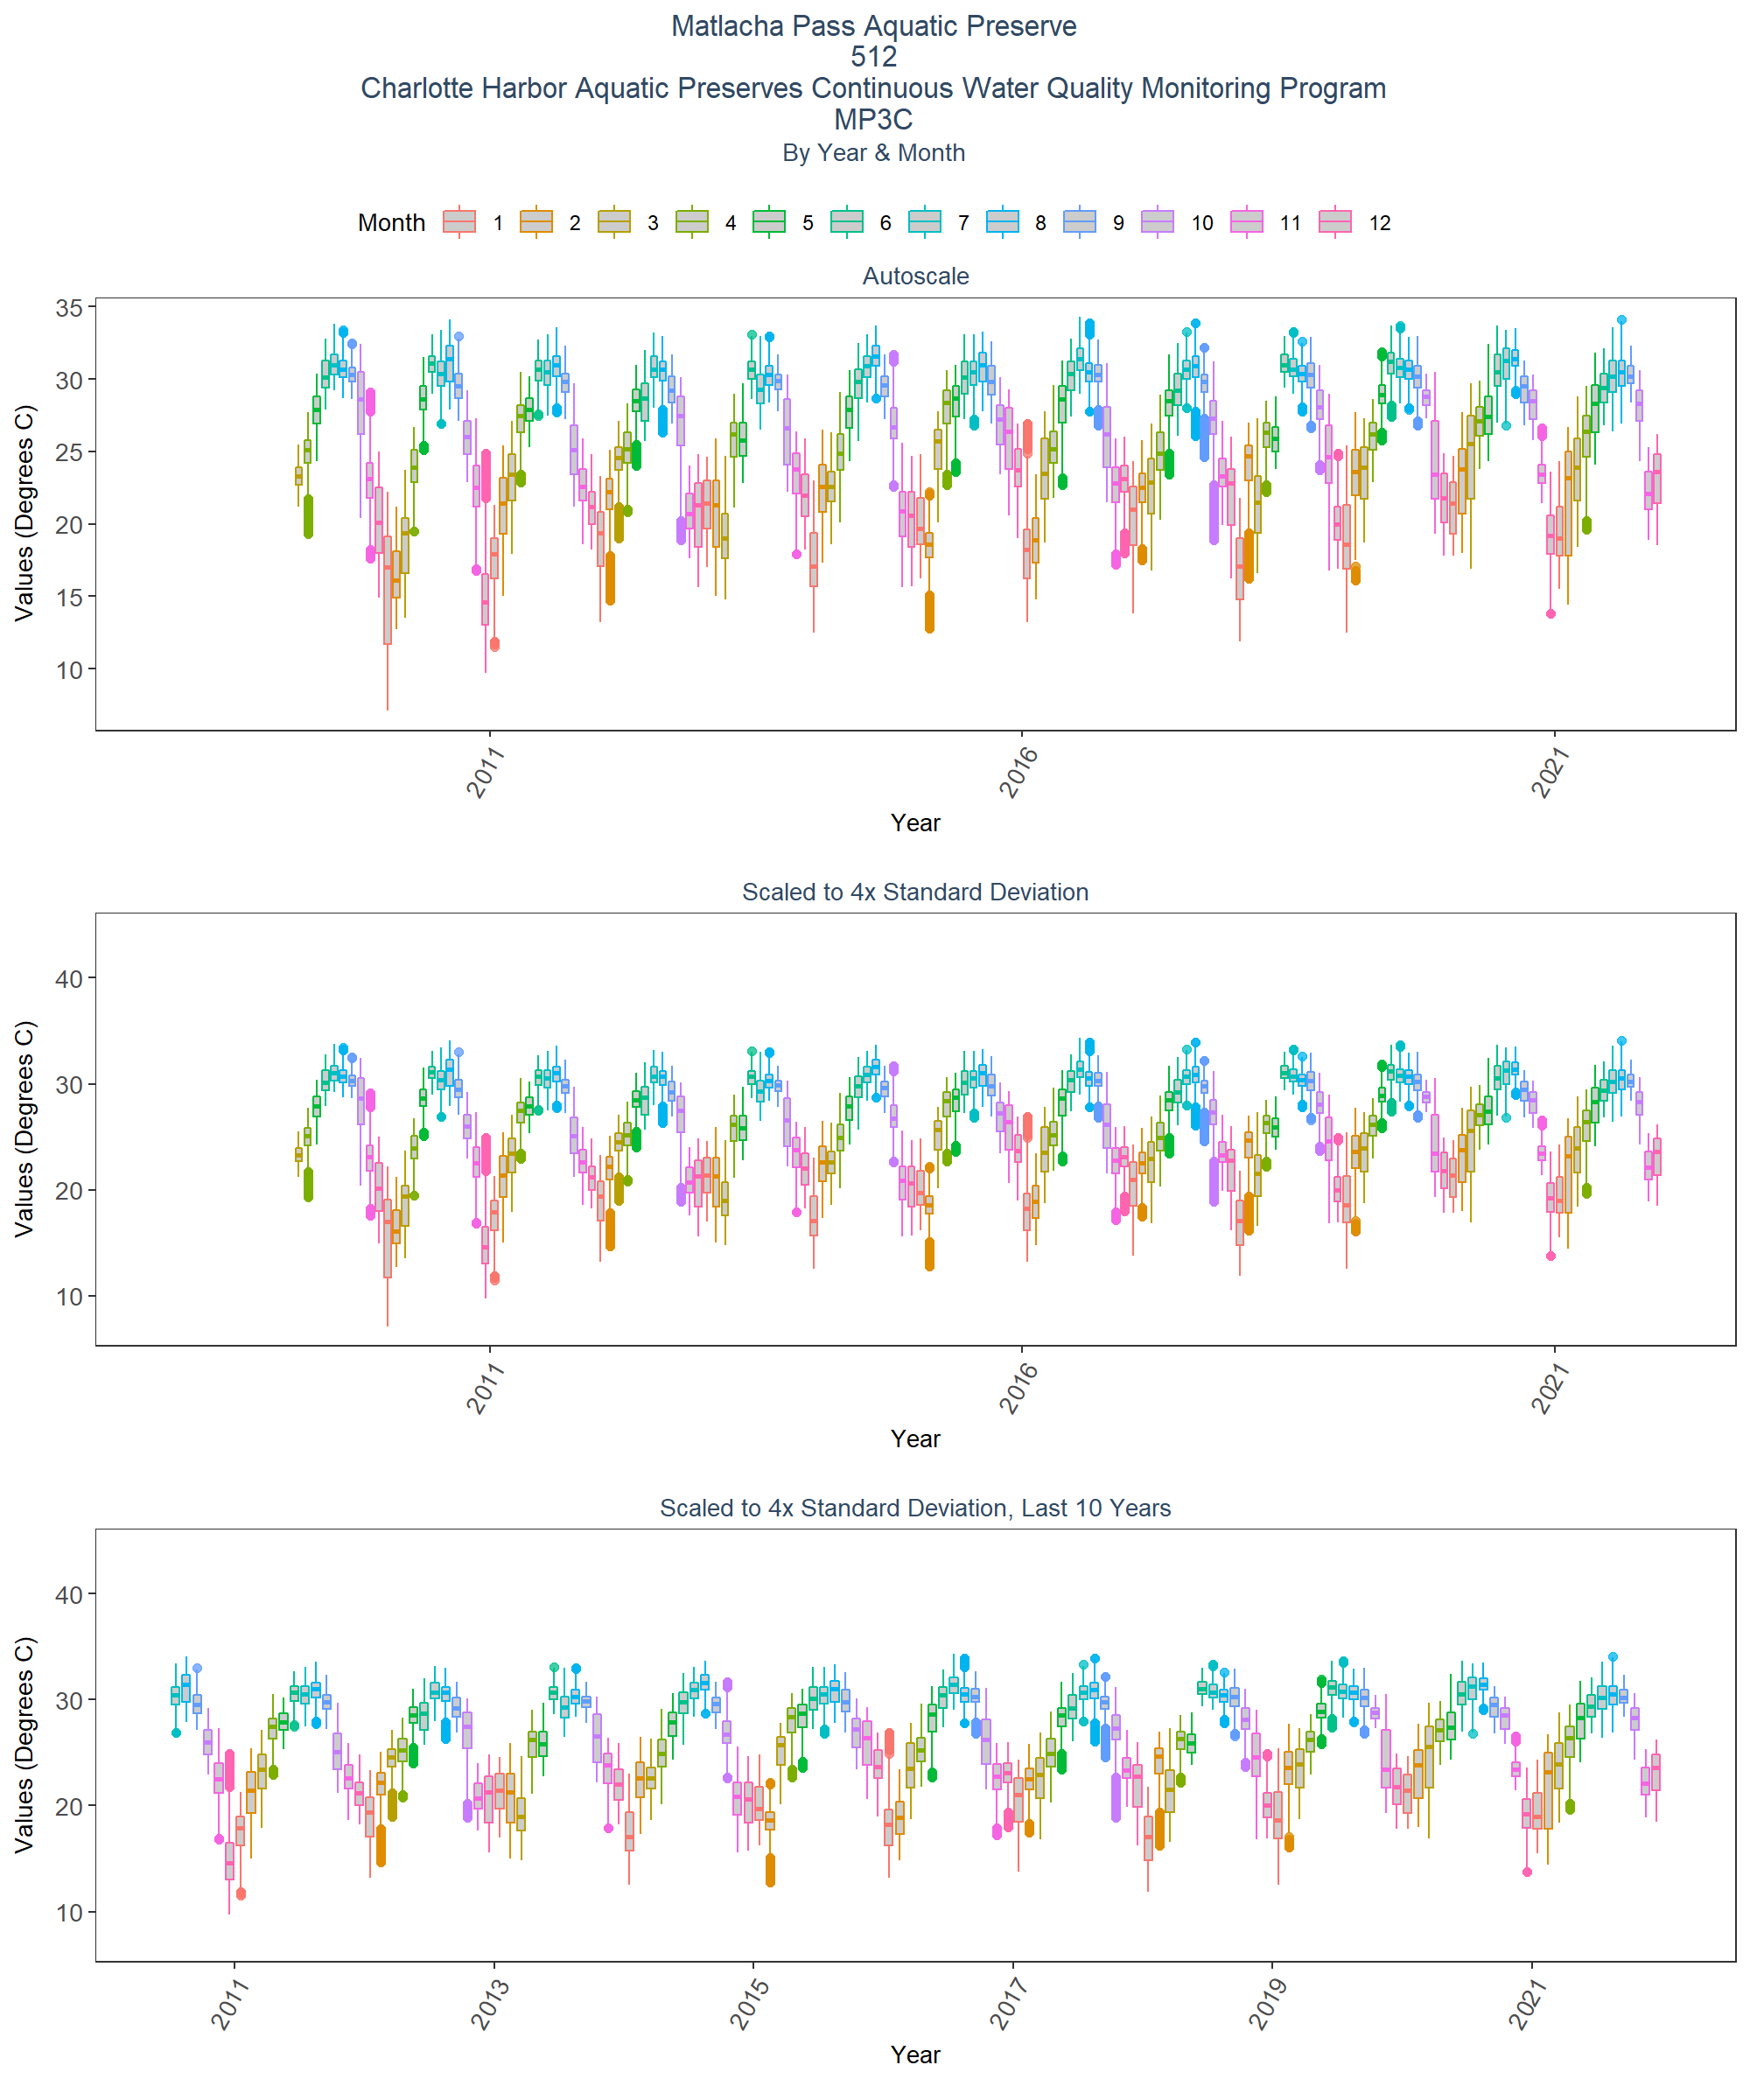 Matlacha Pass Aquatic Preserve
512
Charlotte Harbor Aquatic Preserves Continuous Water Quality Monitoring Program
MP3C
By Year & Month
Month 1 2 3 4 5 6 7 8 9 10 11 12
Autoscale
35
30
25
20
15
10
Values (Degrees C)
2011 2016 2021
Year
Scaled to 4x Standard Deviation
40
30
20
10
Values (Degrees C)
2011 2016 2021
Year
Scaled to 4x Standard Deviation, Last 10 Years
40
30
20
10
Values (Degrees C)
2011 2013 2015 2017 2019 2021
Year